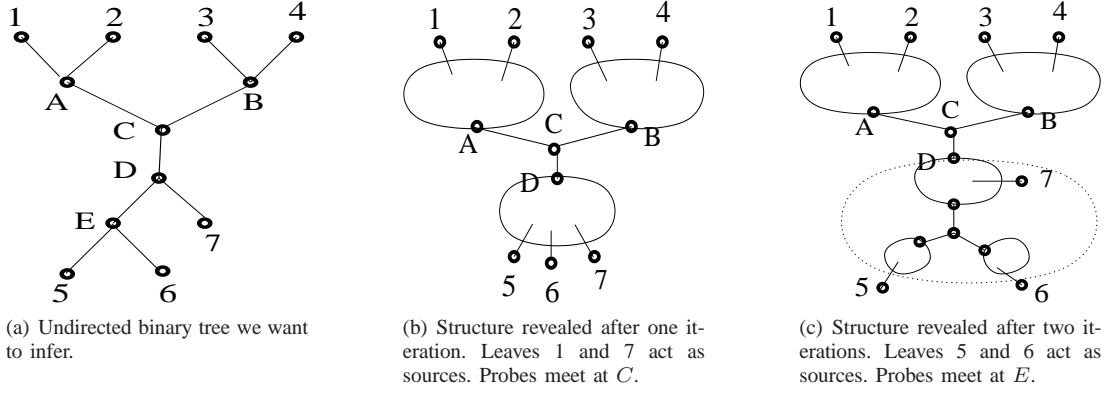 1 2 3 4
A B
C
D
E
7
5 6
(a) Undirected binary tree we want
to infer.
1 2 3 4
A C B
D
5 6 7
(b) Structure revealed after one it-
eration. Leaves 1 and 7 act as
sources. Probes meet at C.
1 2 3 4
A C B
D
7
5 6
(c) Structure revealed after two it-
erations. Leaves 5 and 6 act as
sources. Probes meet at E.